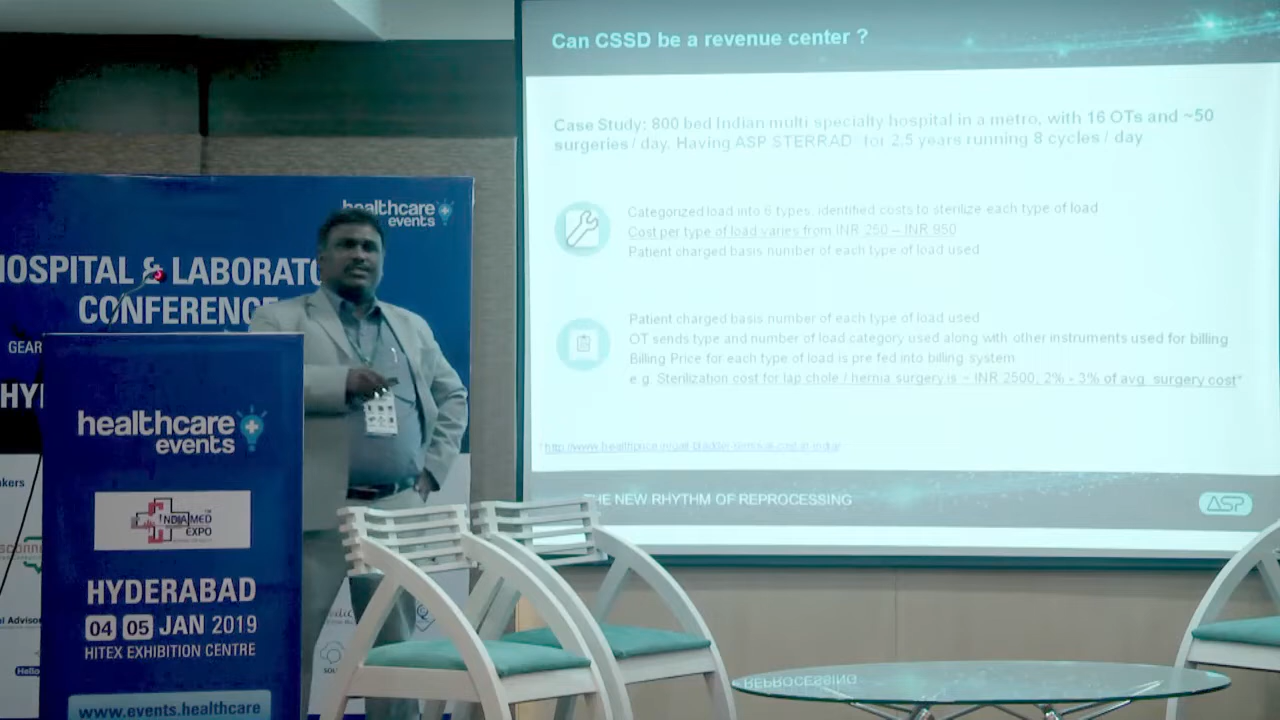 Can CSSD be a revenue center ?
Case Study: 800 bed Indian multi specialty hospital in a metro, with 16 OTs and ~50
surgeries / day. Having ASP STERRAD for 2.5 years running 8 cycles / day
Categorized load into 6 types, identified costs to sterilize each type of load
Cost per type of load varies from INR 250 – INR 950
Patient charged basis number of each type of load used
Patient charged basis number of each type of load used
OT sends type and number of load category used along with other instruments used for billing
Billing Price for each type of load is pre fed into billing system
e.g. Sterilization cost for lap chole / hernia surgery is ~ INR 2500, 2% - 3% of avg surgery cost*
THE NEW RHYTHM OF REPROCESSING
ASP
healthcare
events
HOSPITAL & LABORATO
CONFERENCE
GEAR
HY
healthcare
events
INDIA MED
EXPO
HYDERABAD
04 05 JAN 2019
HITEX EXHIBITION CENTRE
www.events.healthcare
akers
al Advisor
Hello
REPROCESSING